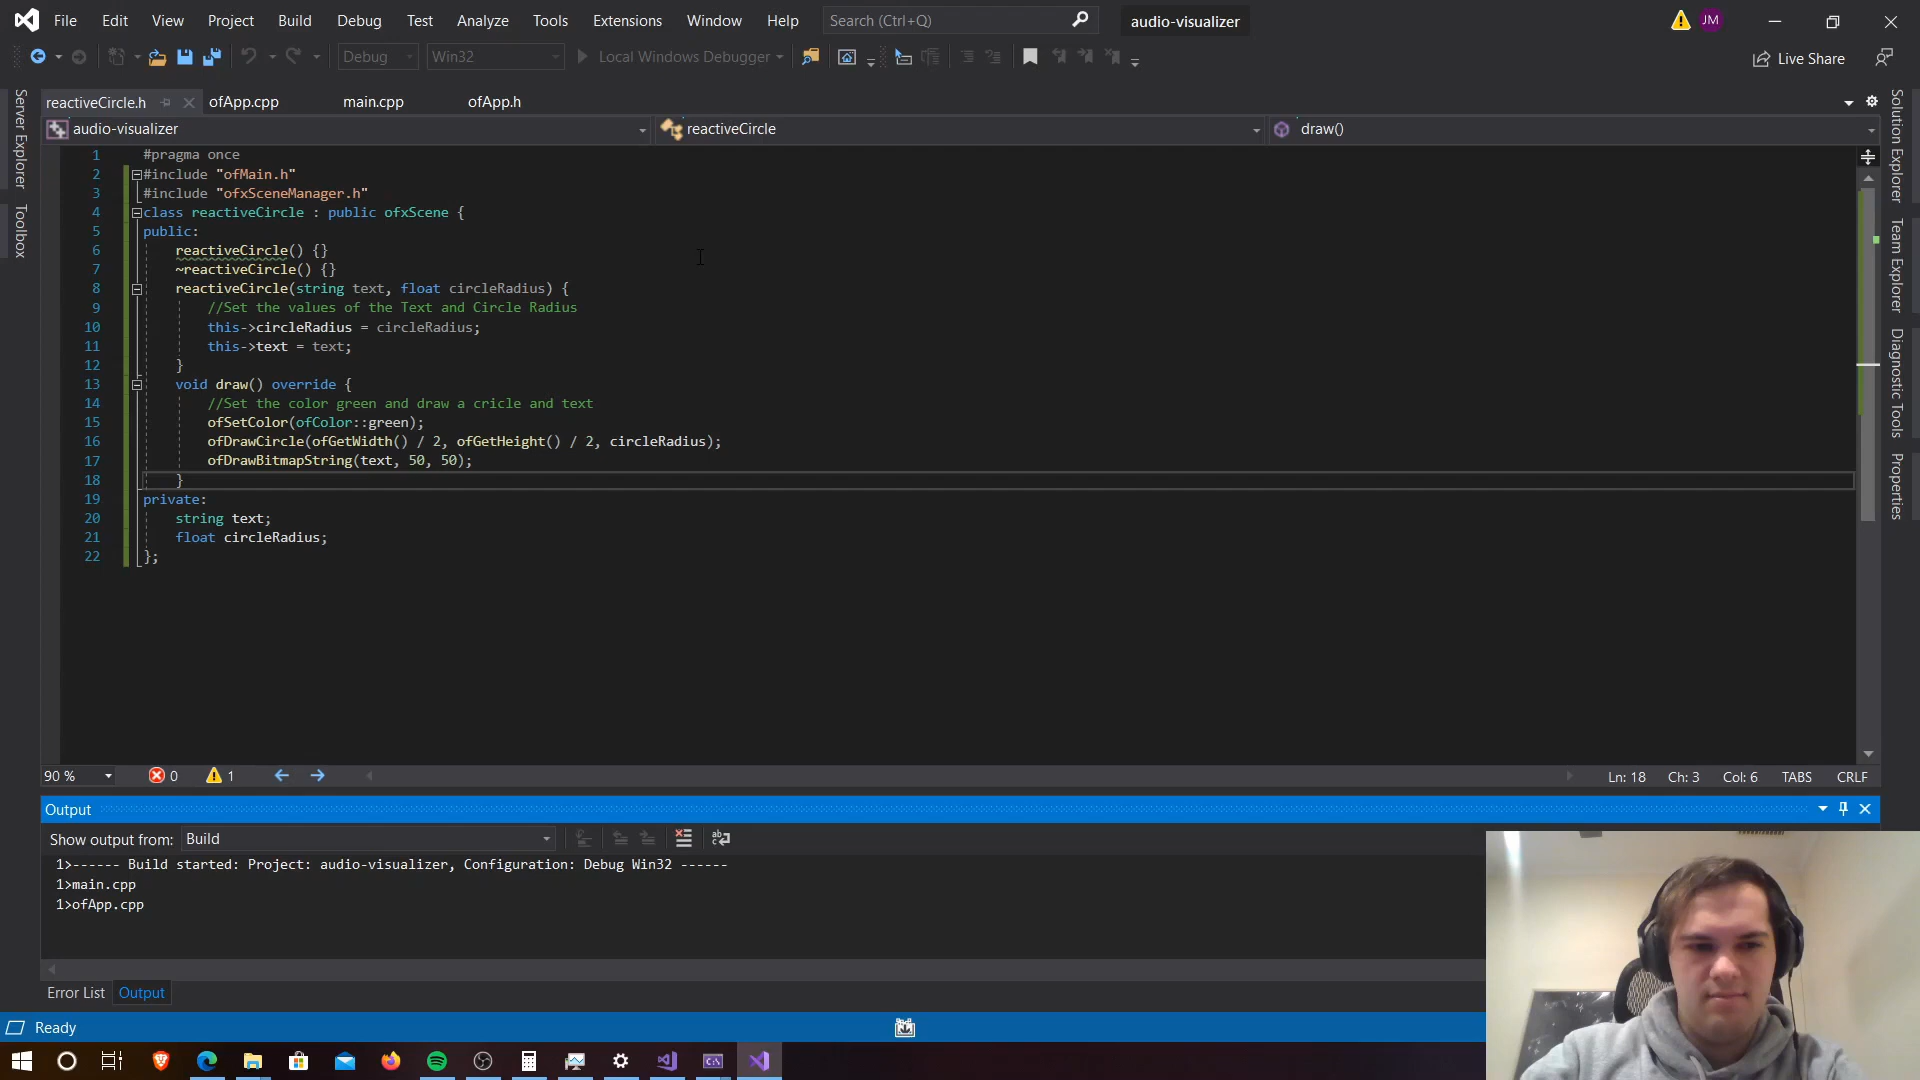 File Edit View Project Build Debug Test Analyze Tools Extensions Window Help Search (Ctrl+Q) audio-visualizer JM
Debug Win32 Local Windows Debugger Live Share
reactiveCircle.h ofApp.cpp main.cpp ofApp.h
audio-visualizer reactiveCircle draw()
Server Explorer
Toolbox
Solution Explorer
Team Explorer
Diagnostic Tools
Properties
1 #pragma once
2 #include "ofMain.h"
3 #include "ofxSceneManager.h"
4 class reactiveCircle : public ofxScene {
5 public:
6 reactiveCircle() {}
7 ~reactiveCircle() {}
8 reactiveCircle(string text, float circleRadius) {
9 //Set the values of the Text and Circle Radius
10 this->circleRadius = circleRadius;
11 this->text = text;
12 }
13 void draw() override {
14 //Set the color green and draw a cricle and text
15 ofSetColor(ofColor::green);
16 ofDrawCircle(ofGetWidth() / 2, ofGetHeight() / 2, circleRadius);
17 ofDrawBitmapString(text, 50, 50);
18 }
19 private:
20 string text;
21 float circleRadius;
22 };
90 % 0 1 Ln: 18 Ch: 3 Col: 6 TABS CRLF
Output
Show output from: Build
1>------ Build started: Project: audio-visualizer, Configuration: Debug Win32 ------
1>main.cpp
1>ofApp.cpp
Error List Output
Ready